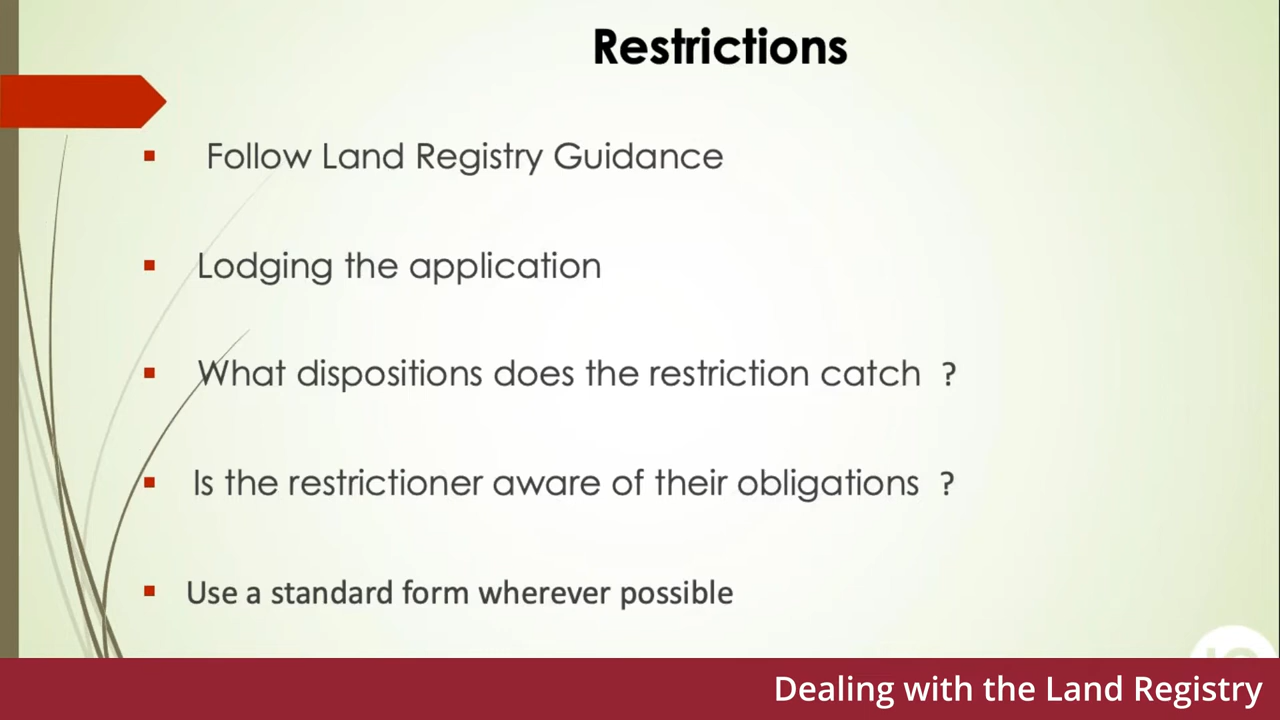 Restrictions
Follow Land Registry Guidance
Lodging the application
What dispositions does the restriction catch ?
Is the restrictioner aware of their obligations ?
Use a standard form wherever possible
Dealing with the Land Registry